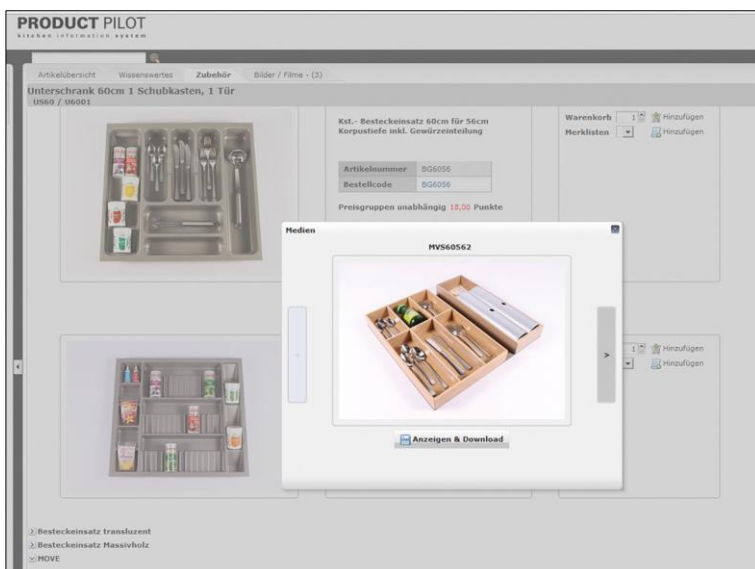 PRODUCT PILOT
kitchen information system
Artikelübersicht Wissenswertes Zubehör Bilder / Filme - (3)
Unterschrank 60cm 1 Schubkasten, 1 Tür
US60 / U6001
Kst.- Besteckeinsatz 60cm für 56cm
Korpustiefe inkl. Gewürzeinteilung
Warenkorb 1 Hinzufügen
Merklisten Hinzufügen
Artikelnummer BG6056
Bestellcode BG6056
Preisgruppen unabhängig 18,00 Punkte
Medien
MVS60562
>
1 Hinzufügen
Hinzufügen
Anzeigen & Download
Besteckeinsatz transluzent
Besteckeinsatz Massivholz
MOVE